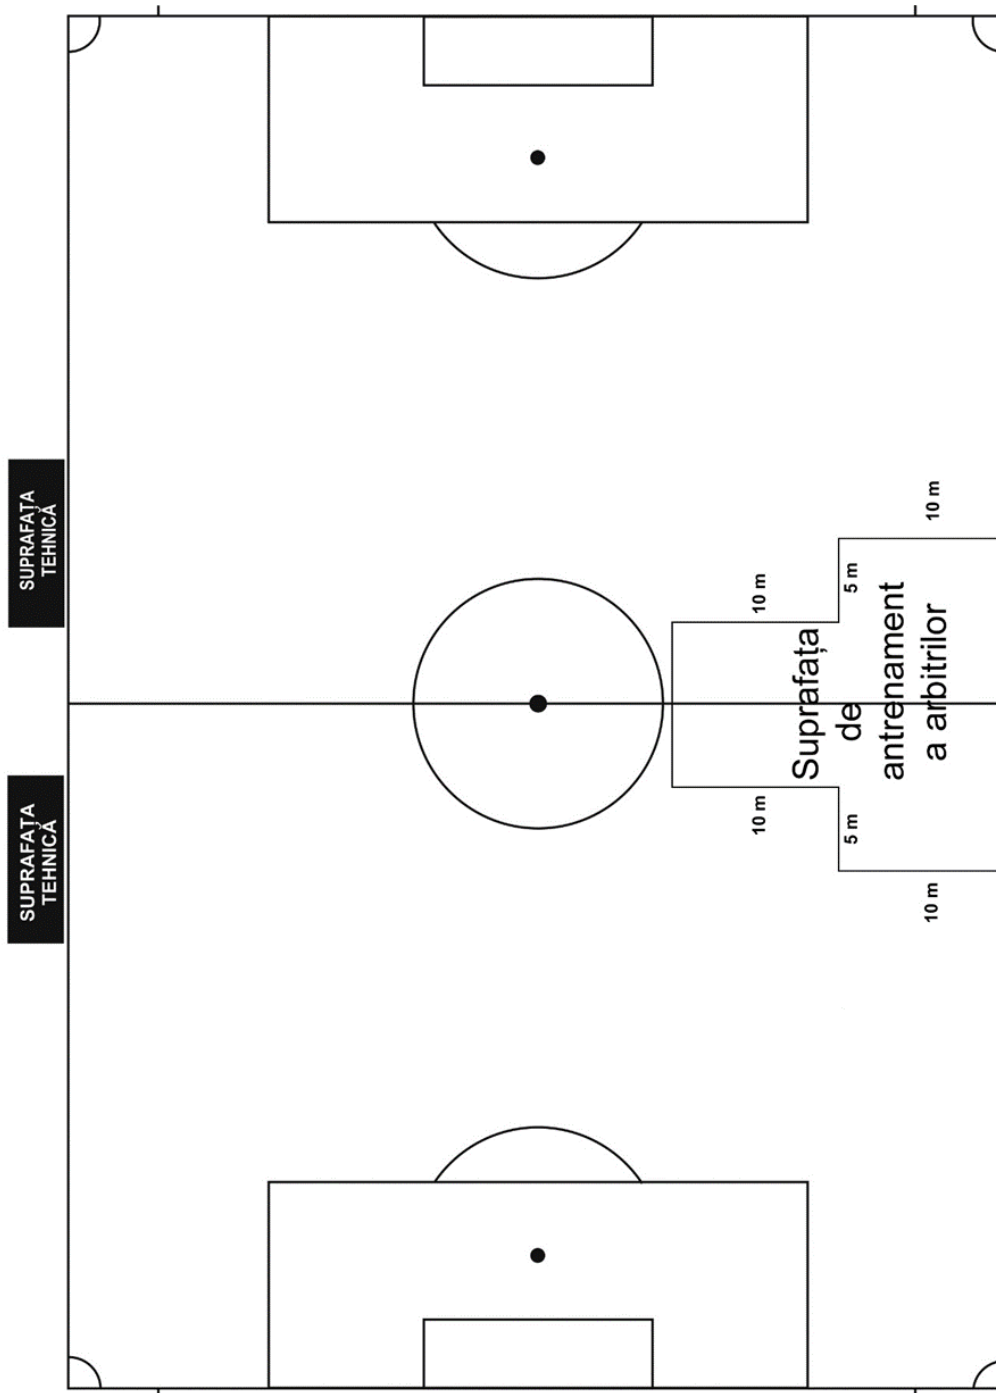 SUPRAFAȚA
TEHNICĂ
SUPRAFAȚA
TEHNICĂ
10 m
5 m
10 m
Suprafața
de
antrenament
a arbitrilor
10 m
5 m
10 m